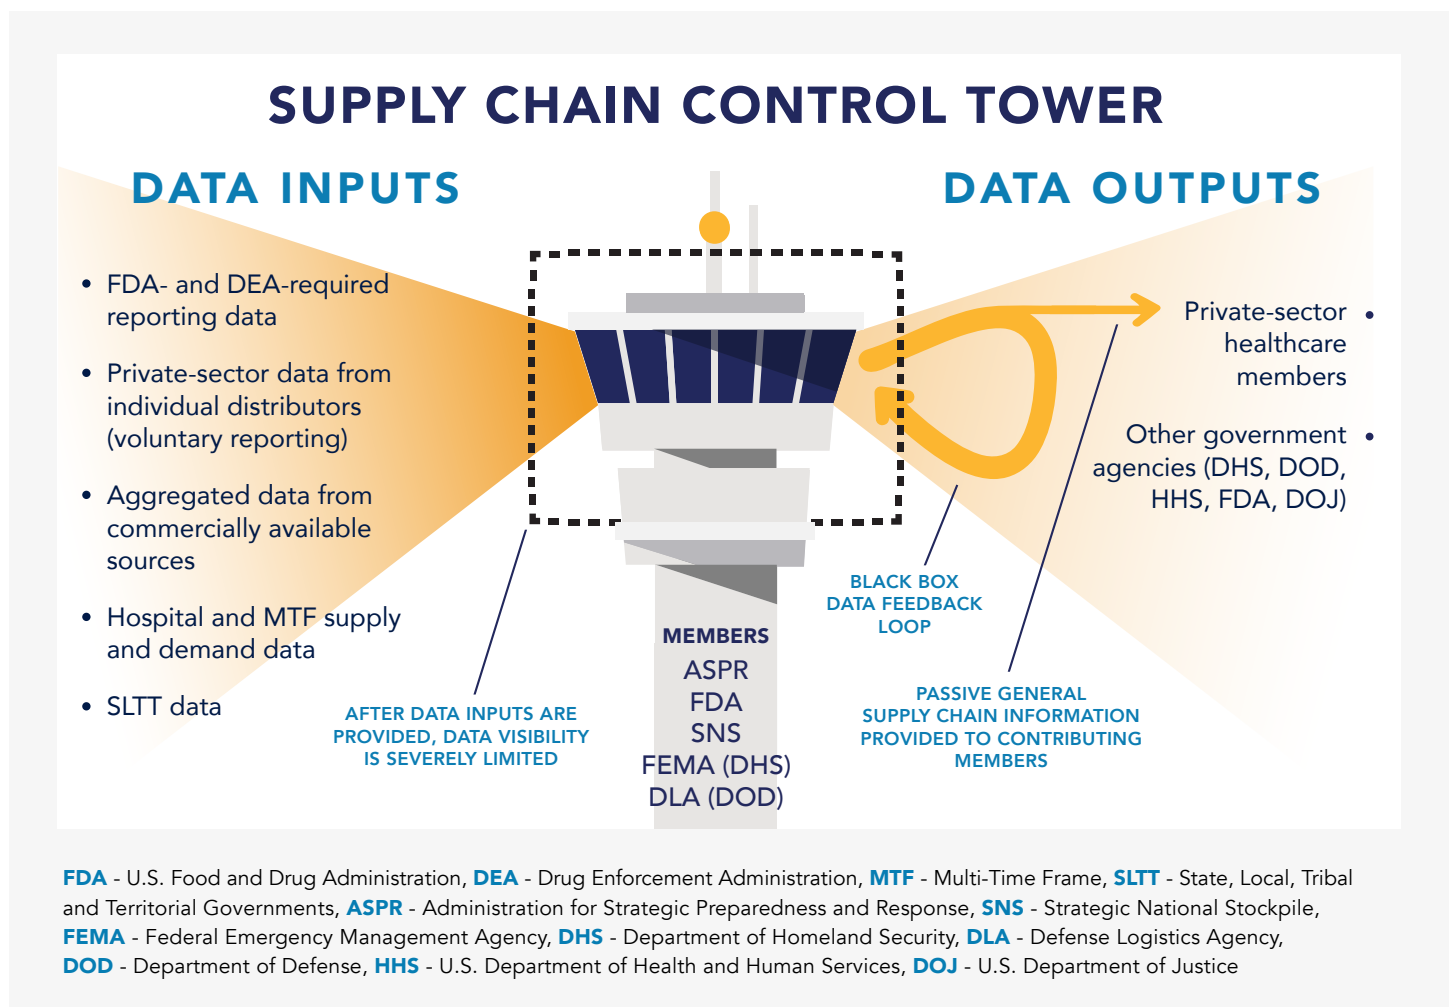 SUPPLY CHAIN CONTROL TOWER
DATA INPUTS
• FDA- and DEA-required
reporting data
• Private-sector data from
individual distributors
(voluntary reporting)
• Aggregated data from
commercially available
sources
• Hospital and MTF supply
and demand data
• SLTT data
AFTER DATA INPUTS ARE
PROVIDED, DATA VISIBILITY
IS SEVERELY LIMITED
MEMBERS
ASPR
FDA
SNS
FEMA (DHS)
DLA (DOD)
DATA OUTPUTS
Private-sector •
healthcare
members
Other government •
agencies (DHS, DOD,
HHS, FDA, DOJ)
BLACK BOX
DATA FEEDBACK
LOOP
PASSIVE GENERAL
SUPPLY CHAIN INFORMATION
PROVIDED TO CONTRIBUTING
MEMBERS
FDA - U.S. Food and Drug Administration, DEA - Drug Enforcement Administration, MTF - Multi-Time Frame, SLTT - State, Local, Tribal
and Territorial Governments, ASPR - Administration for Strategic Preparedness and Response, SNS - Strategic National Stockpile,
FEMA - Federal Emergency Management Agency, DHS - Department of Homeland Security, DLA - Defense Logistics Agency,
DOD - Department of Defense, HHS - U.S. Department of Health and Human Services, DOJ - U.S. Department of Justice